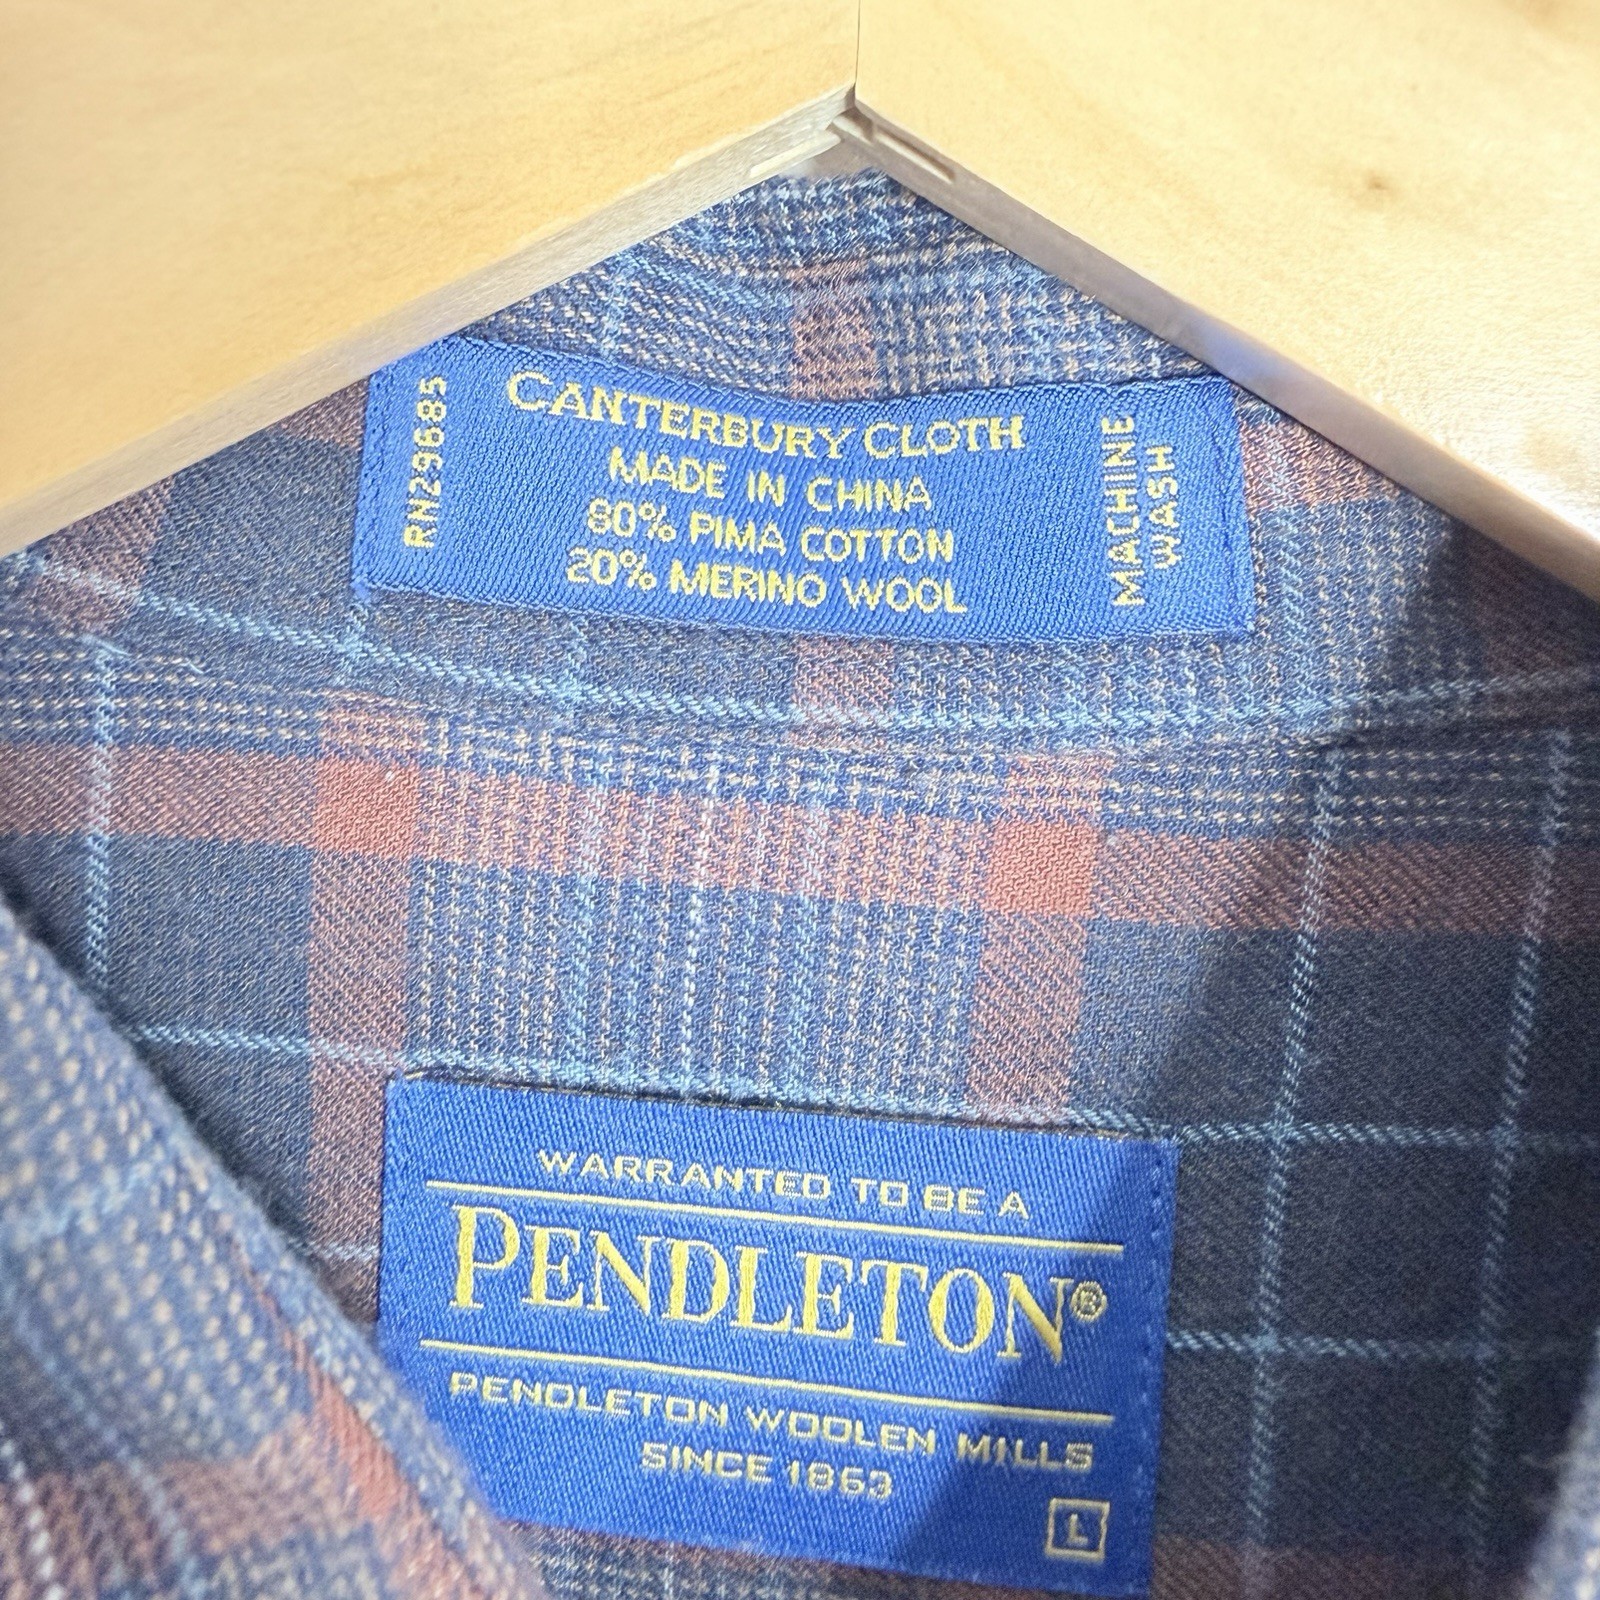 RN29685
CANTERBURY CLOTH
MADE IN CHINA
80% PIMA COTTON
20% MERINO WOOL
MACHINE
WASH
WARRANTED TO BE A
PENDLETON®
PENDLETON WOOLEN MILLS
SINCE 1863
L